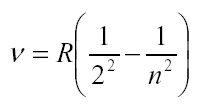 ν = R(1/2² − 1/n²)